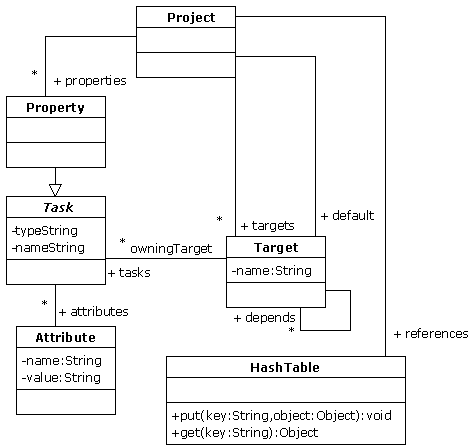 Project
*
+ properties
Property
Task
-typeString
-nameString
* owningTarget
+ tasks
*
+ targets
+ default
Target
-name:String
+ depends
*
*
+ attributes
Attribute
-name:String
-value:String
+ references
HashTable
+put(key:String,object:Object):void
+get(key:String):Object